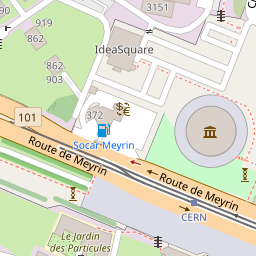 919
3151
IdeaSquare
862
862
903
372
101
Socar Meyrin
Route de Meyrin
Route de Meyrin
CERN
Le Jardin
des Particules